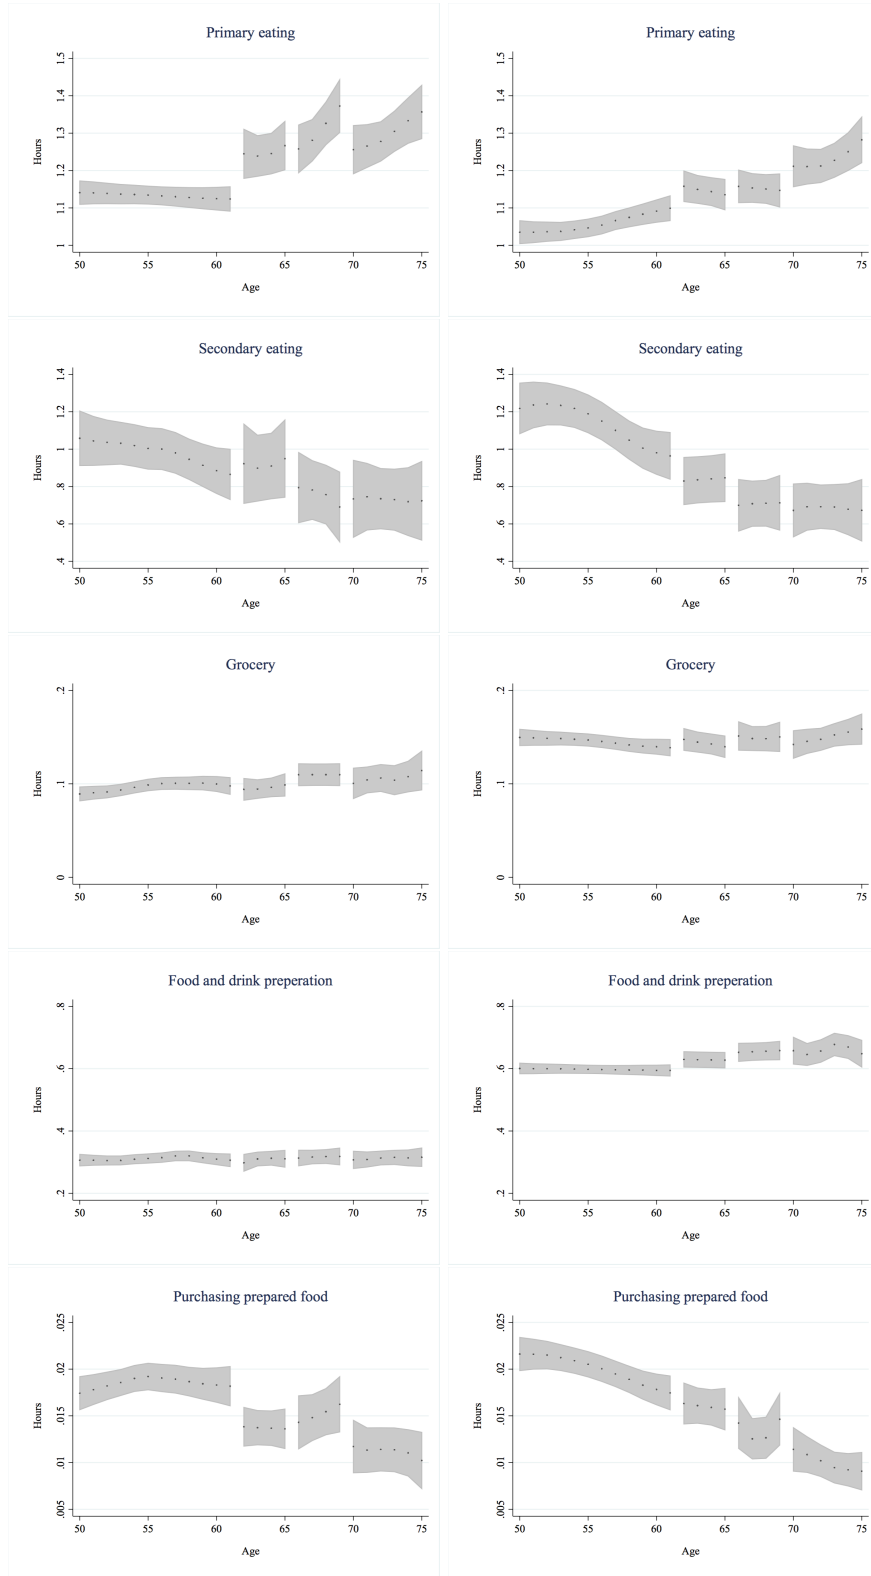 Primary eating
Hours
1 1.1 1.2 1.3 1.4 1.5
50 55 60 65 70 75
Age
Primary eating
Hours
1 1.1 1.2 1.3 1.4 1.5
50 55 60 65 70 75
Age
Secondary eating
Hours
.4 .6 .8 1 1.2 1.4
50 55 60 65 70 75
Age
Secondary eating
Hours
.4 .6 .8 1 1.2 1.4
50 55 60 65 70 75
Age
Grocery
Hours
0 .1 .2
50 55 60 65 70 75
Age
Grocery
Hours
0 .1 .2
50 55 60 65 70 75
Age
Food and drink preperation
Hours
.2 .4 .6 .8
50 55 60 65 70 75
Age
Food and drink preperation
Hours
.2 .4 .6 .8
50 55 60 65 70 75
Age
Purchasing prepared food
Hours
.005 .01 .015 .02 .025
50 55 60 65 70 75
Age
Purchasing prepared food
Hours
.005 .01 .015 .02 .025
50 55 60 65 70 75
Age